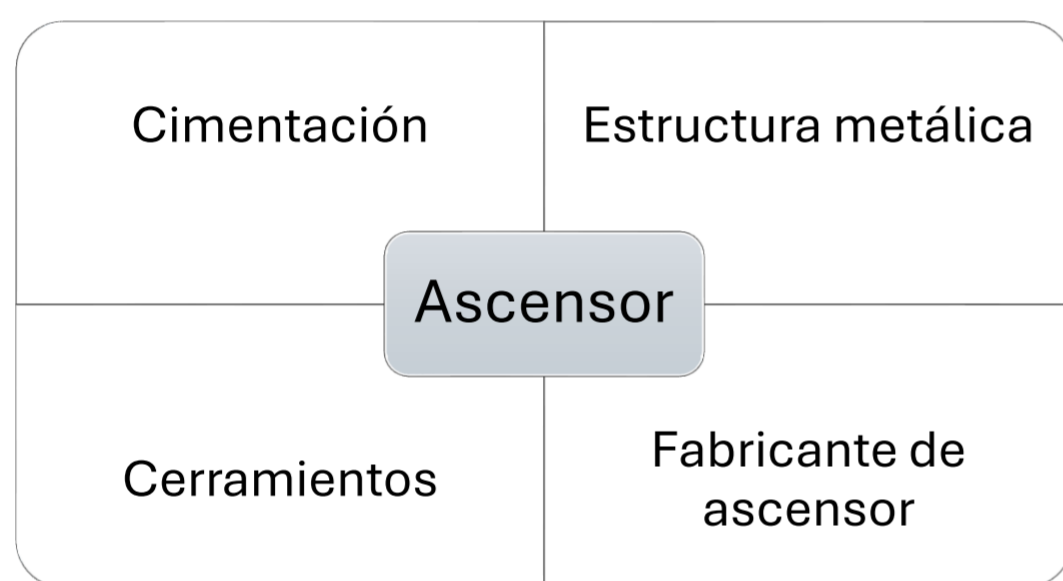 Cimentación
Estructura metálica
Ascensor
Cerramientos
Fabricante de
ascensor